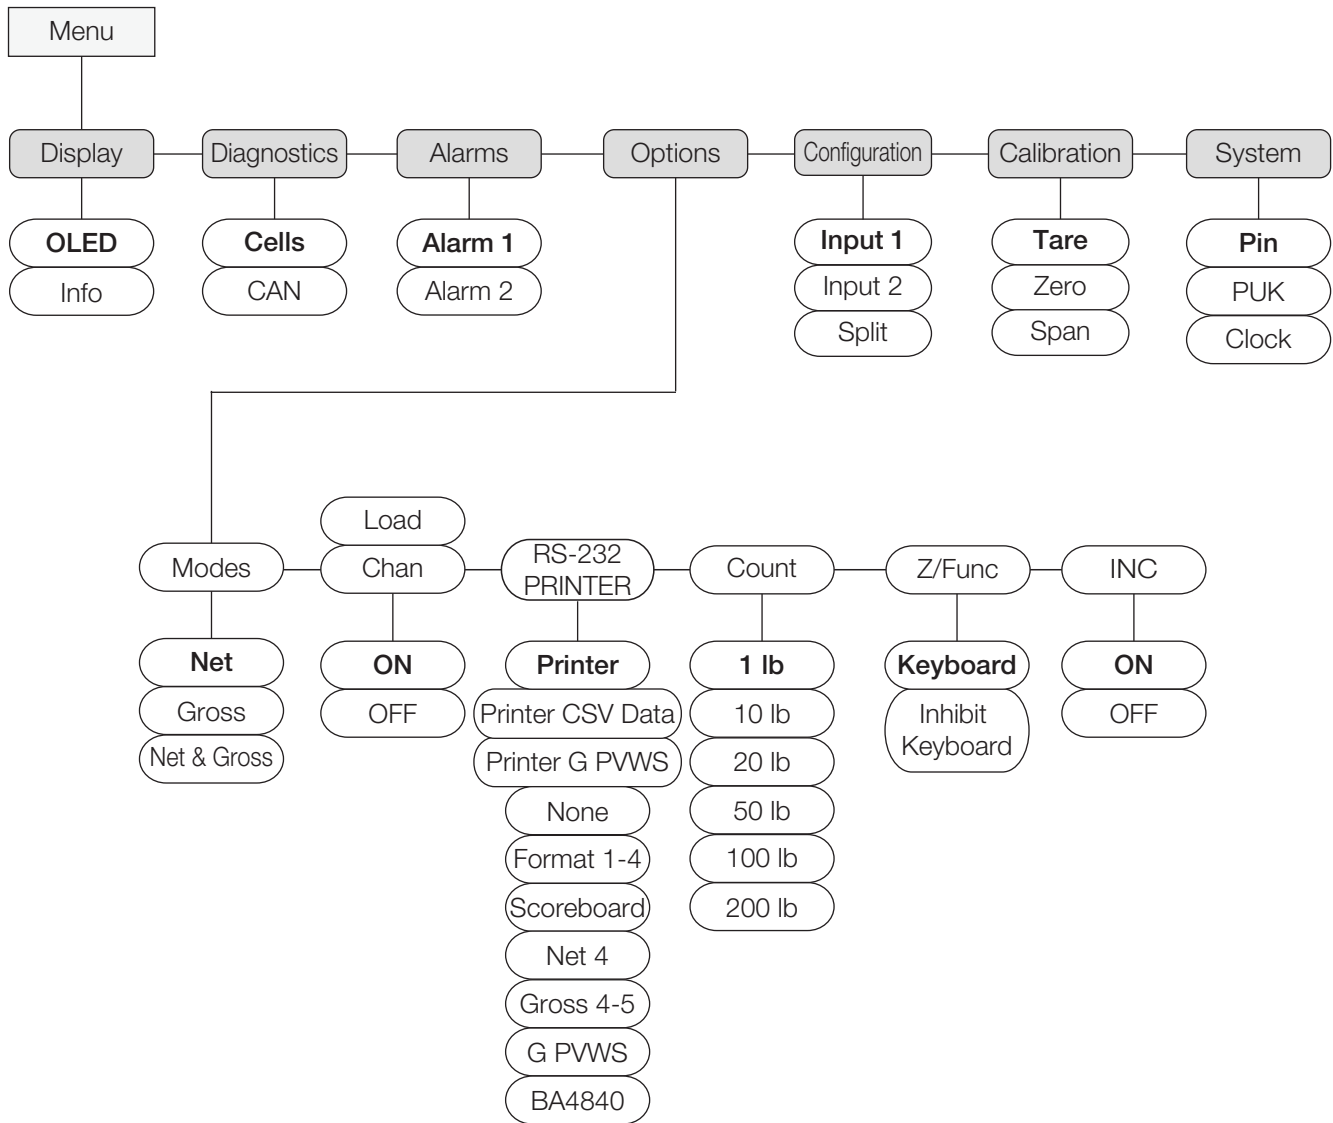 Menu
Display
Diagnostics
Alarms
Options
Configuration
Calibration
System
OLED
Cells
Alarm 1
Input 1
Tare
Pin
Info
CAN
Alarm 2
Input 2
Zero
PUK
Split
Span
Clock
Load
Modes
Chan
RS-232
PRINTER
Count
Z/Func
INC
Net
ON
Printer
1 lb
Keyboard
ON
Gross
OFF
Printer CSV Data
10 lb
Inhibit
Keyboard
OFF
Net & Gross
Printer G PVWS
20 lb
None
50 lb
Format 1-4
100 lb
Scoreboard
200 lb
Net 4
Gross 4-5
G PVWS
BA4840